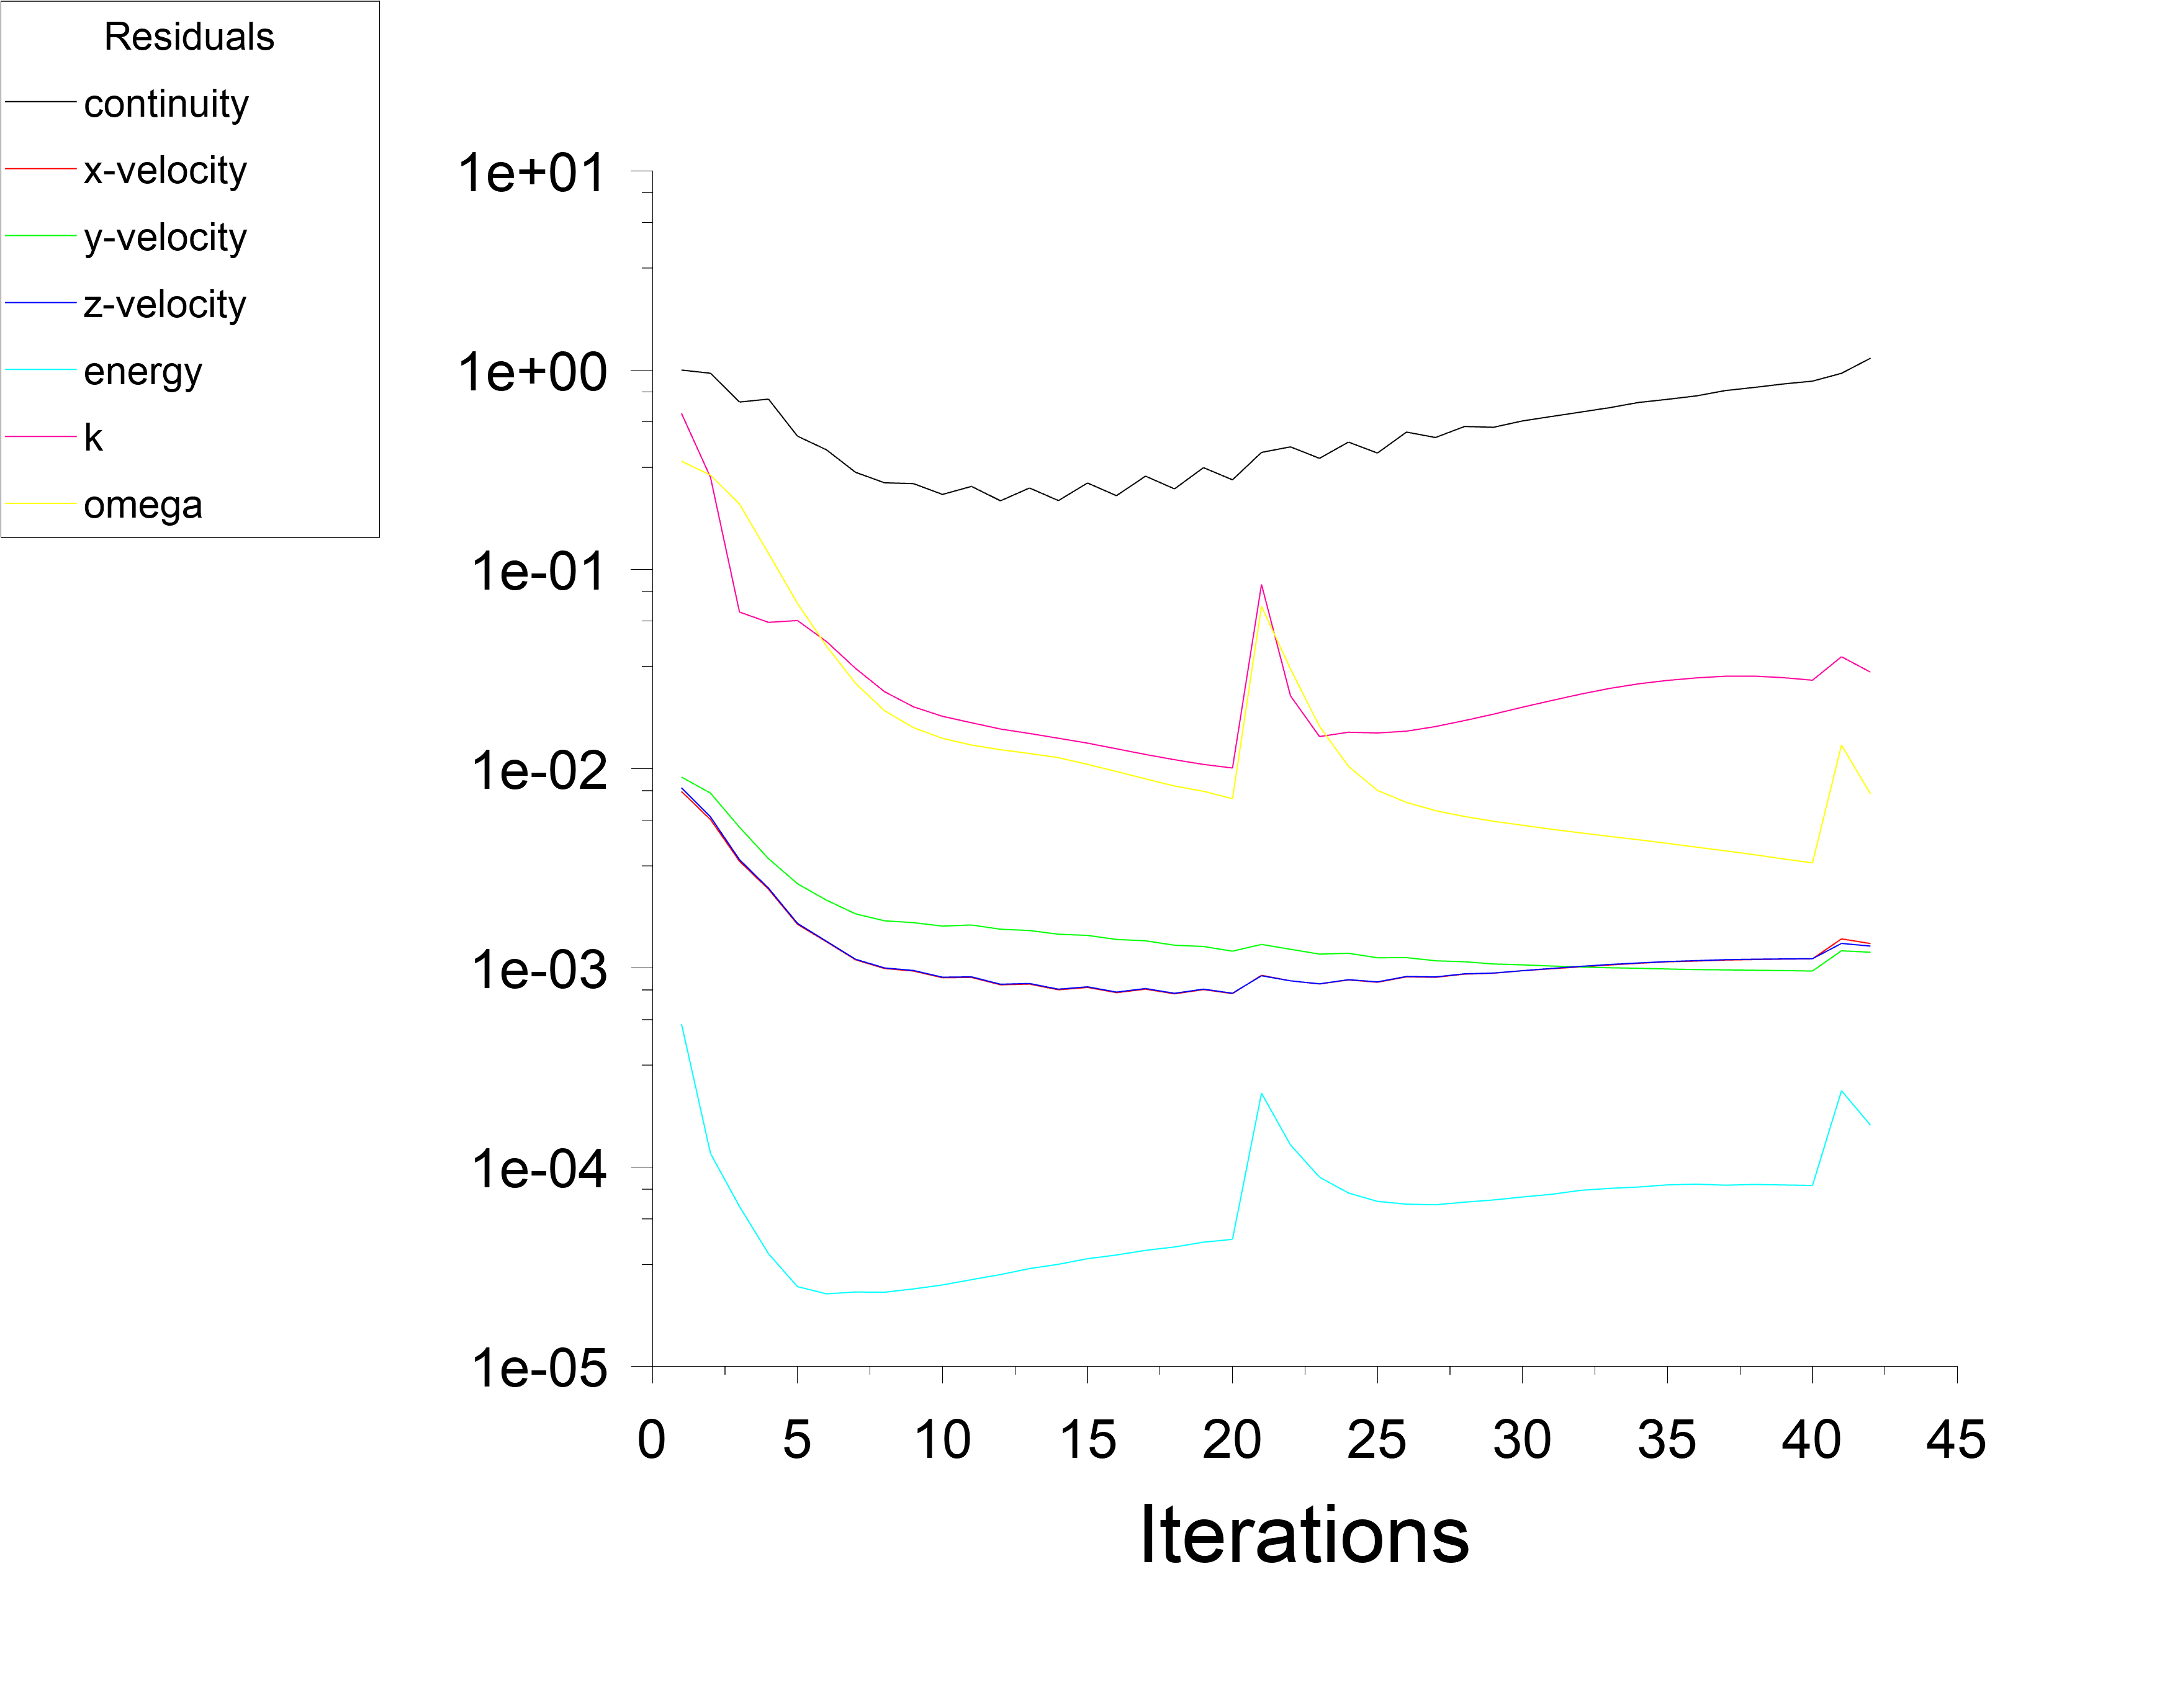 Residuals
continuity
x-velocity
y-velocity
z-velocity
energy
k
omega
1e+01
1e+00
1e-01
1e-02
1e-03
1e-04
1e-05
0 5 10 15 20 25 30 35 40 45
Iterations